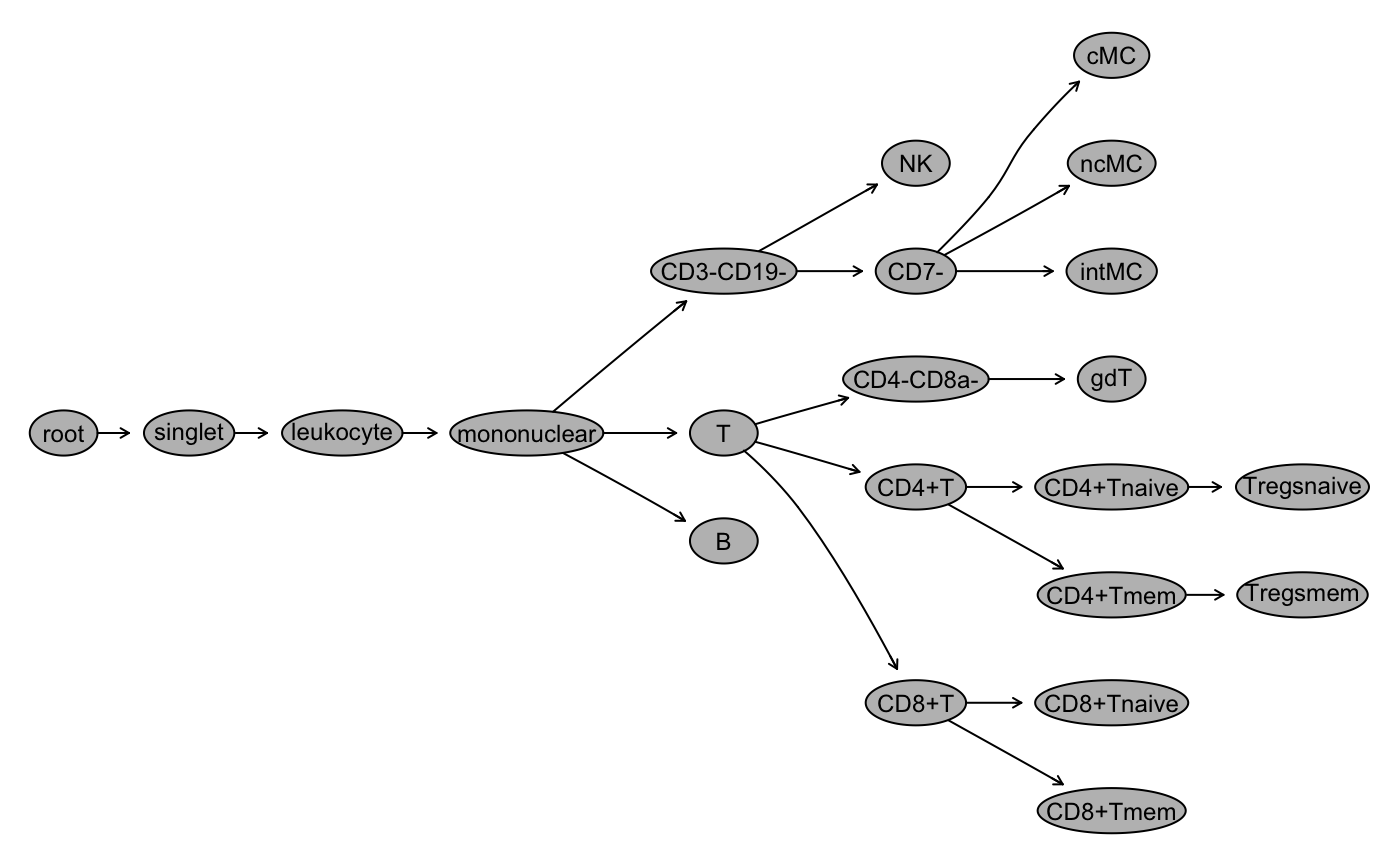 cMC
NK
ncMC
CD3-CD19-
CD7-
intMC
CD4-CD8a-
gdT
root
singlet
leukocyte
mononuclear
T
CD4+T
CD4+Tnaive
Tregsnaive
B
CD4+Tmem
Tregsmem
CD8+T
CD8+Tnaive
CD8+Tmem